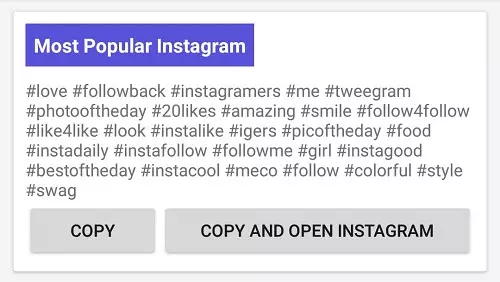 Most Popular Instagram
#love #followback #instagramers #me #tweegram
#photooftheday #20likes #amazing #smile #follow4follow
#like4like #look #instalike #igers #picoftheday #food
#instadaily #instafollow #followme #girl #instagood
#bestoftheday #instacool #meco #follow #colorful #style
#swag
COPY
COPY AND OPEN INSTAGRAM